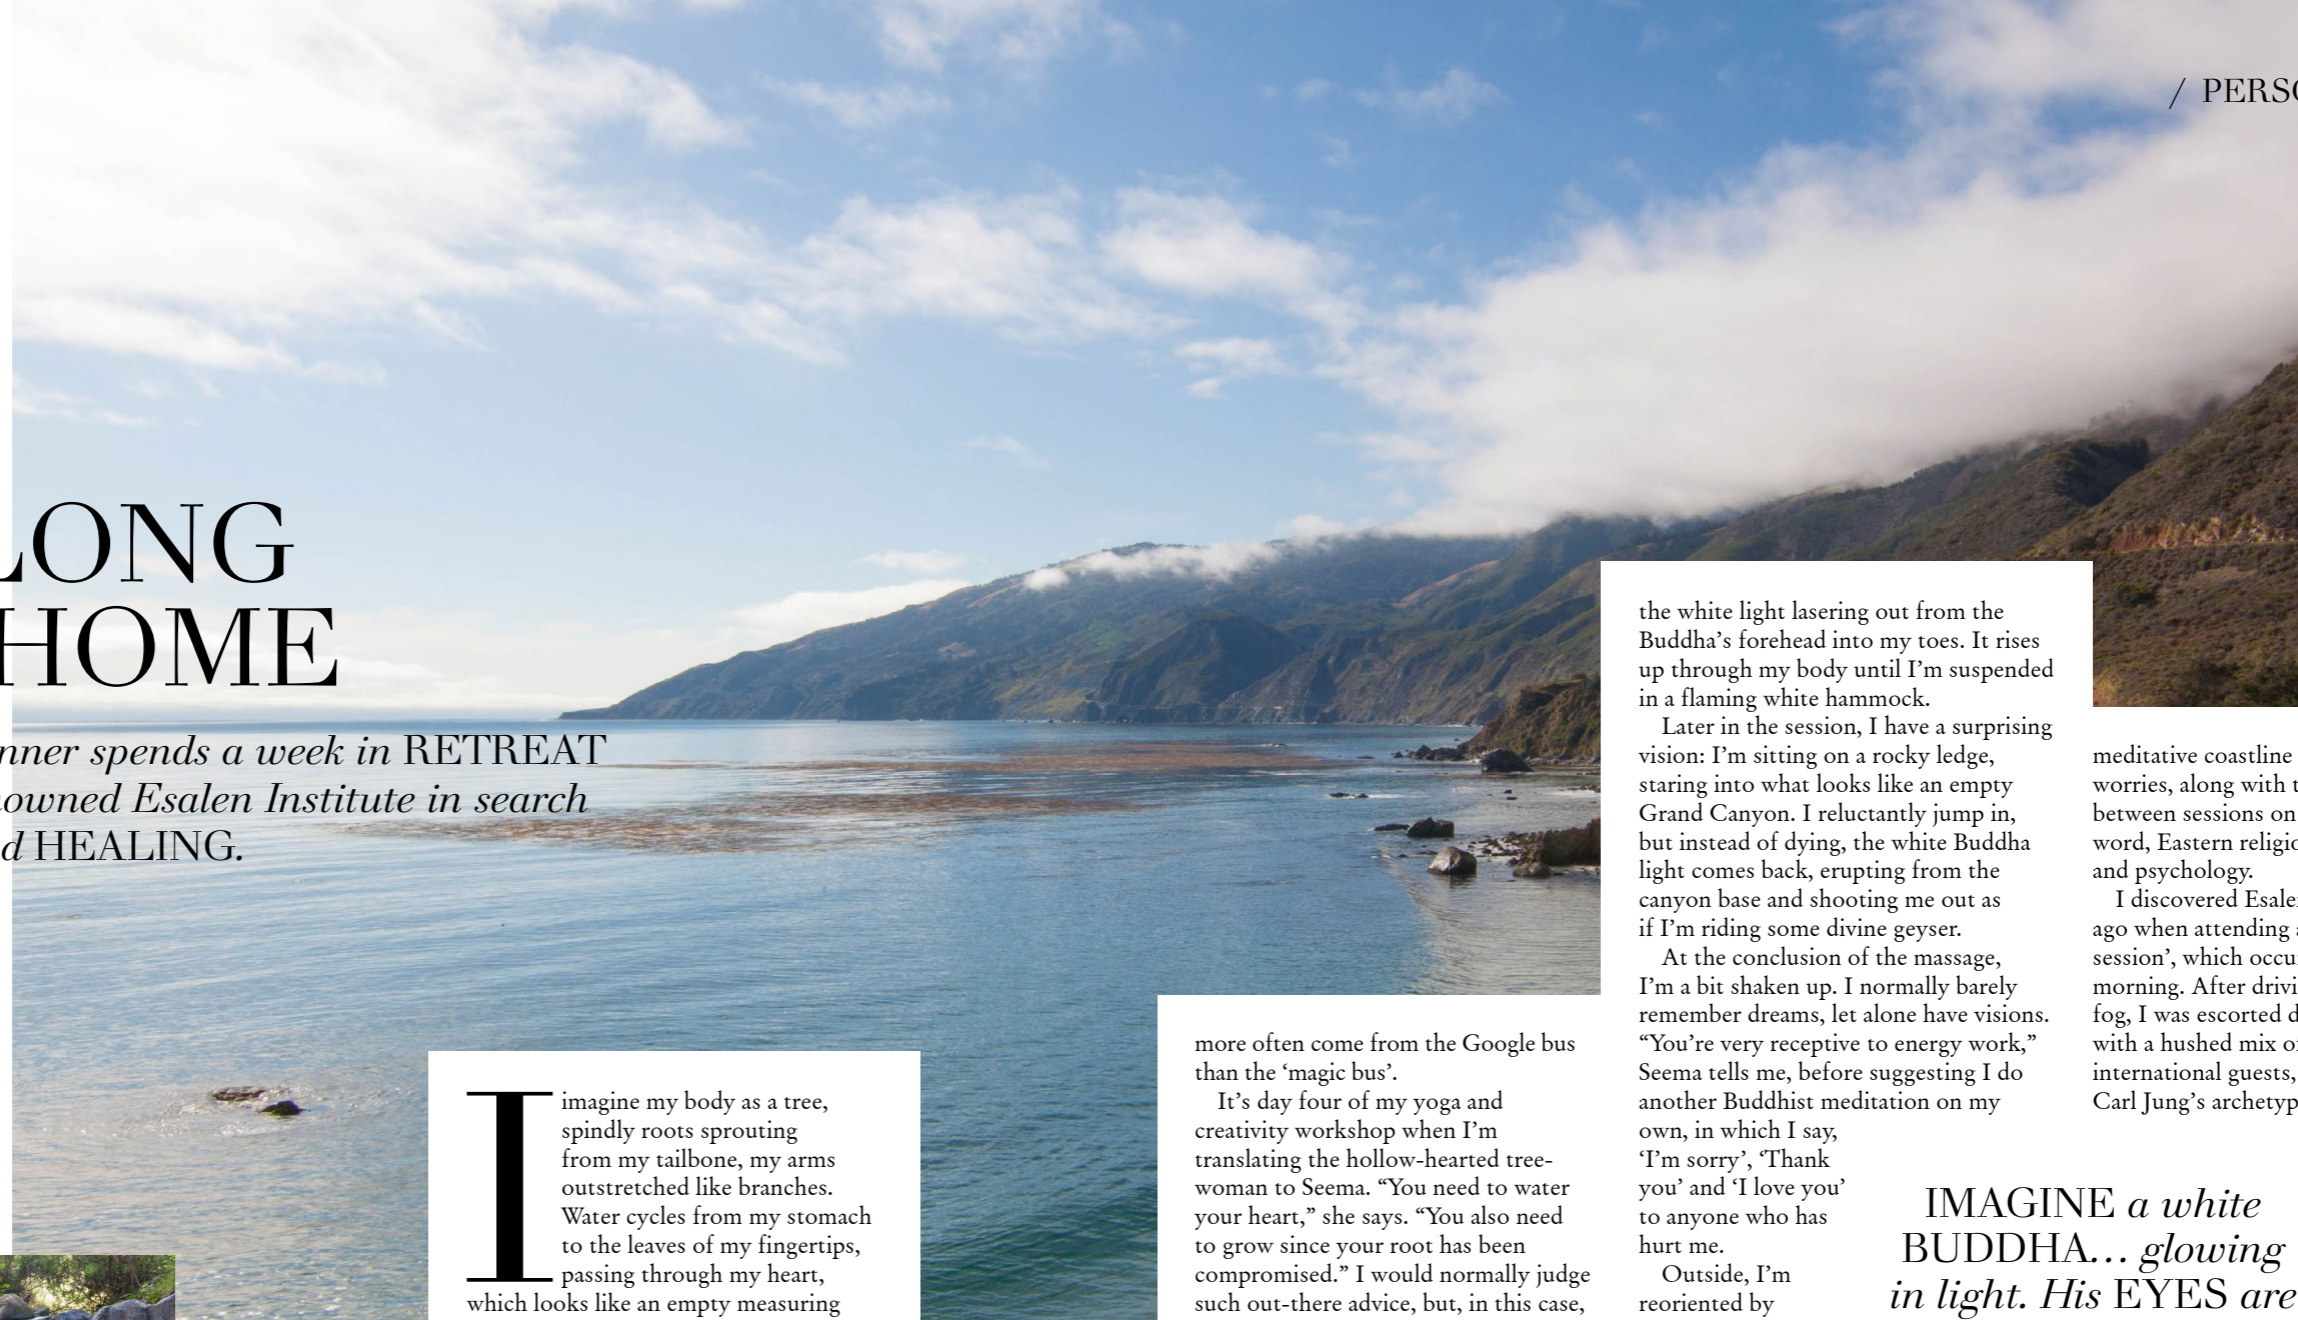 / PERSO
LONG
HOME
nner spends a week in RETREAT
owned Esalen Institute in search
d HEALING.
I imagine my body as a tree,
spindly roots sprouting
from my tailbone, my arms
outstretched like branches.
Water cycles from my stomach
to the leaves of my fingertips,
passing through my heart,
which looks like an empty measuring
more often come from the Google bus
than the ‘magic bus’.
It’s day four of my yoga and
creativity workshop when I’m
translating the hollow-hearted tree-
woman to Seema. “You need to water
your heart,” she says. “You also need
to grow since your root has been
compromised.” I would normally judge
such out-there advice, but, in this case,
the white light lasering out from the
Buddha’s forehead into my toes. It rises
up through my body until I’m suspended
in a flaming white hammock.
Later in the session, I have a surprising
vision: I’m sitting on a rocky ledge,
staring into what looks like an empty
Grand Canyon. I reluctantly jump in,
but instead of dying, the white Buddha
light comes back, erupting from the
canyon base and shooting me out as
if I’m riding some divine geyser.
At the conclusion of the massage,
I’m a bit shaken up. I normally barely
remember dreams, let alone have visions.
“You’re very receptive to energy work,”
Seema tells me, before suggesting I do
another Buddhist meditation on my
own, in which I say,
‘I’m sorry’, ‘Thank
you’ and ‘I love you’
to anyone who has
hurt me.
Outside, I’m
reoriented by
meditative coastline
worries, along with t
between sessions on
word, Eastern religio
and psychology.
I discovered Esale
ago when attending a
session’, which occu
morning. After drivi
fog, I was escorted d
with a hushed mix o
international guests,
Carl Jung’s archetyp
IMAGINE a white
BUDDHA... glowing
in light. His EYES are